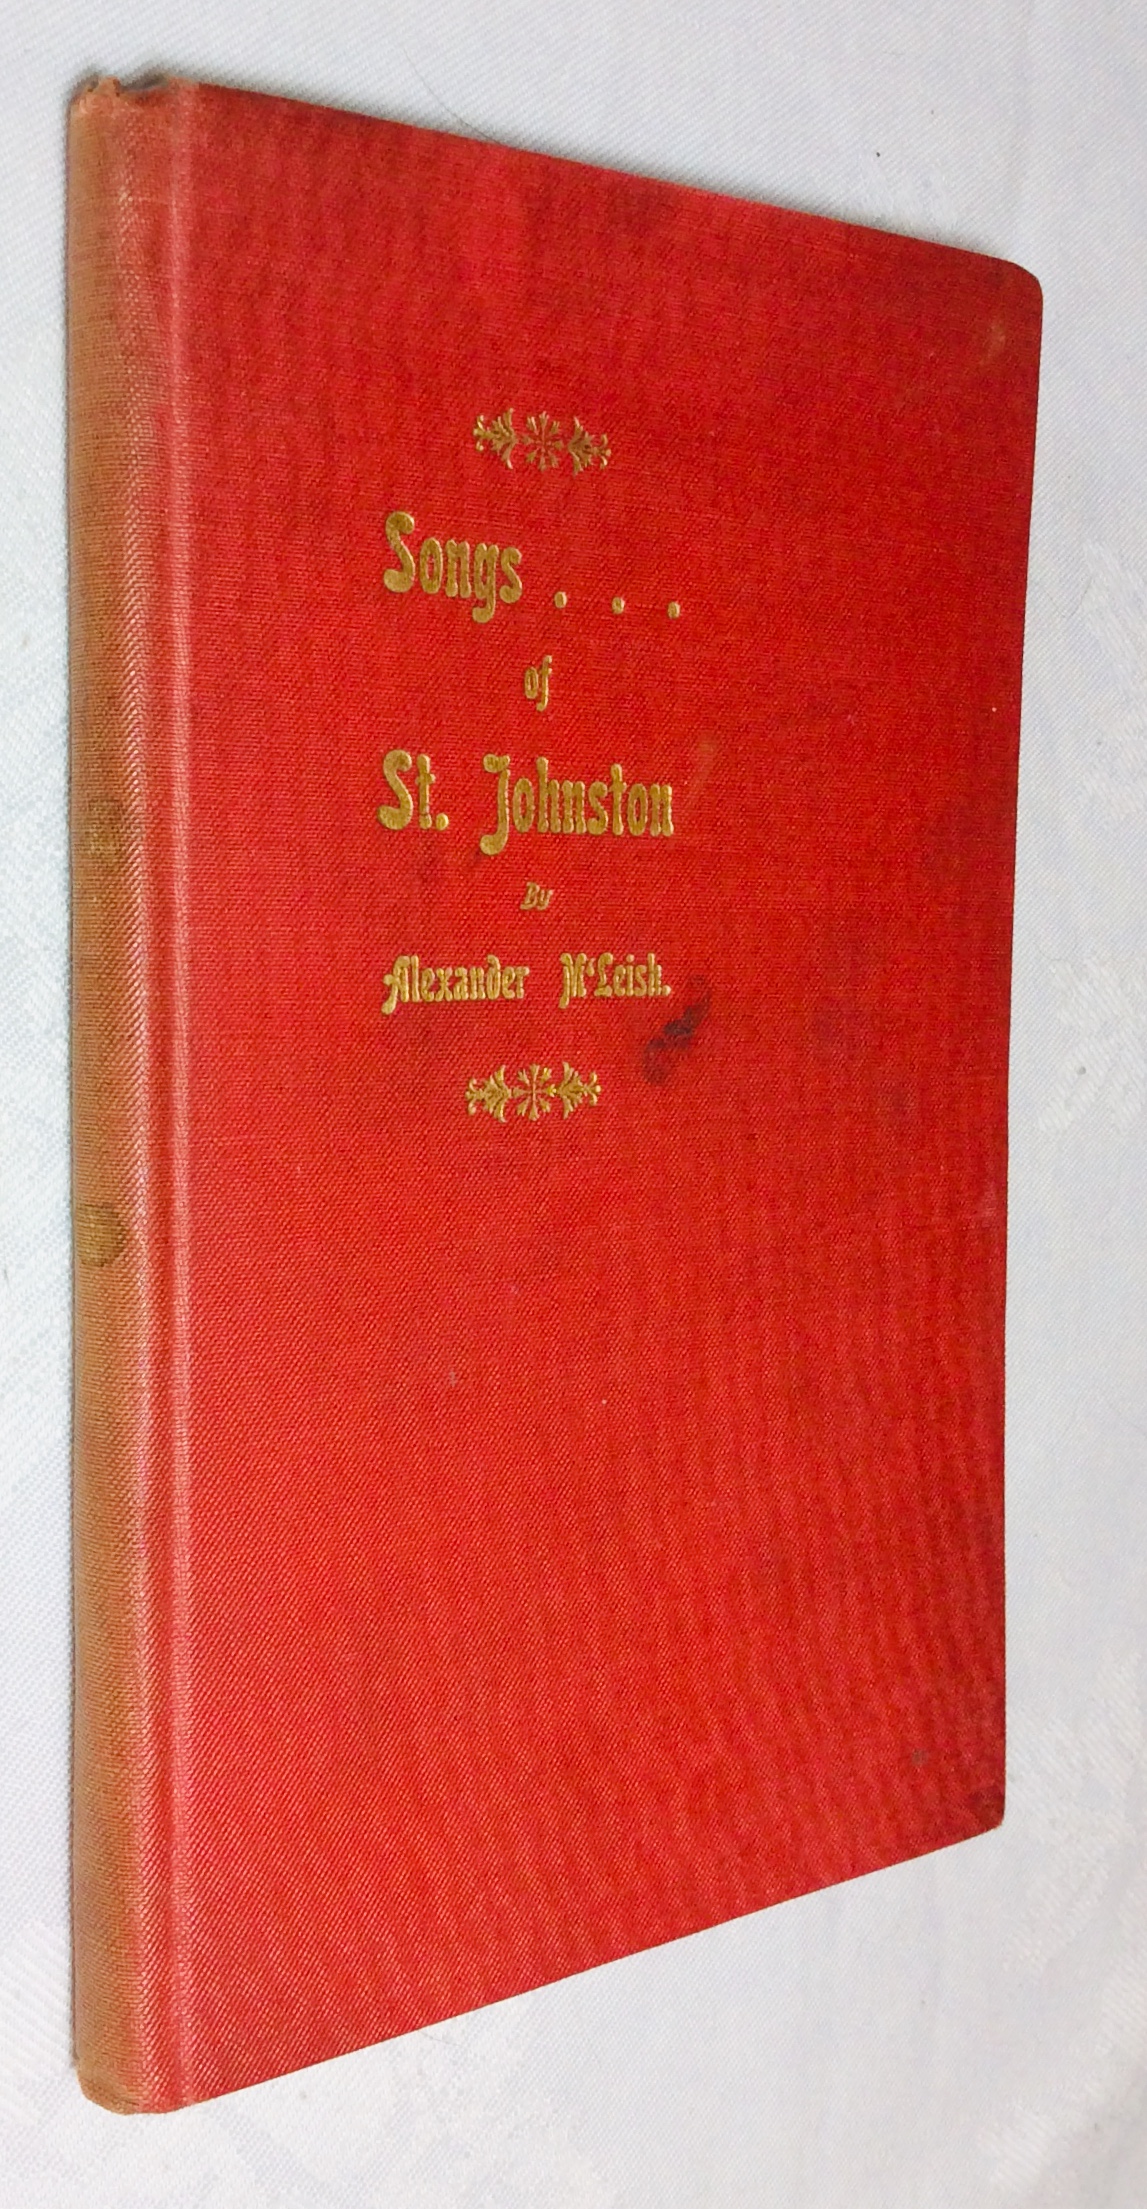 Songs . . .
of
St. Johnston
By
Alexander M‘Leish.